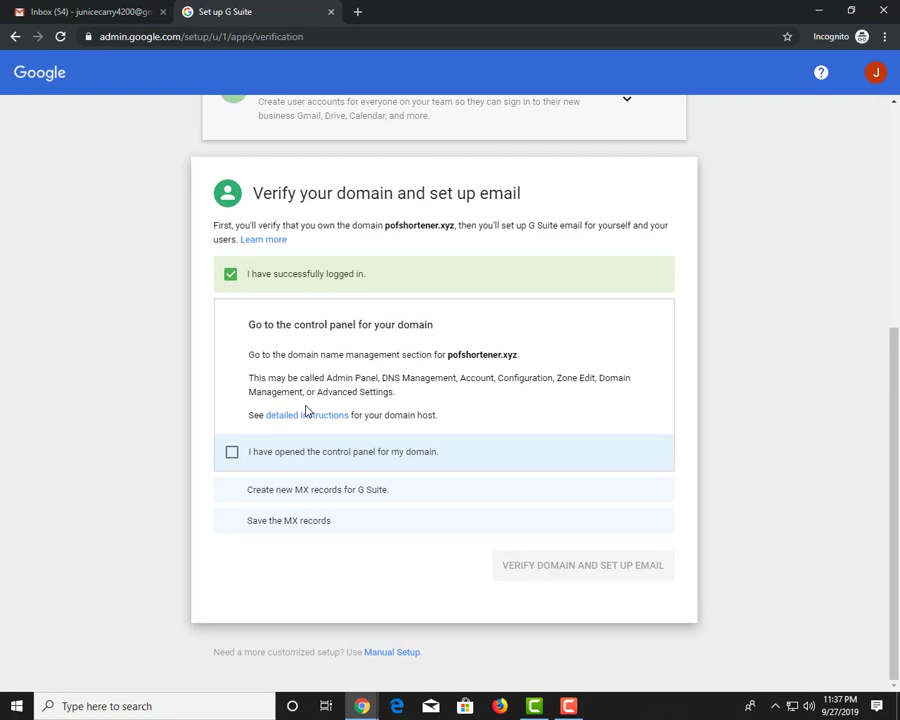 Inbox (54) - junicecarry4200@gm
Set up G Suite
admin.google.com/setup/u/1/apps/verification
Incognito
Google
J
Create user accounts for everyone on your team so they can sign in to their new
business Gmail, Drive, Calendar, and more.
Verify your domain and set up email
First, you'll verify that you own the domain pofshortener.xyz, then you'll set up G Suite email for yourself and your
users. Learn more
I have successfully logged in.
Go to the control panel for your domain
Go to the domain name management section for pofshortener.xyz.
This may be called Admin Panel, DNS Management, Account, Configuration, Zone Edit, Domain
Management, or Advanced Settings.
See detailed instructions for your domain host.
I have opened the control panel for my domain.
Create new MX records for G Suite.
Save the MX records
VERIFY DOMAIN AND SET UP EMAIL
Need a more customized setup? Use Manual Setup.
Type here to search
11:37 PM
9/27/2019